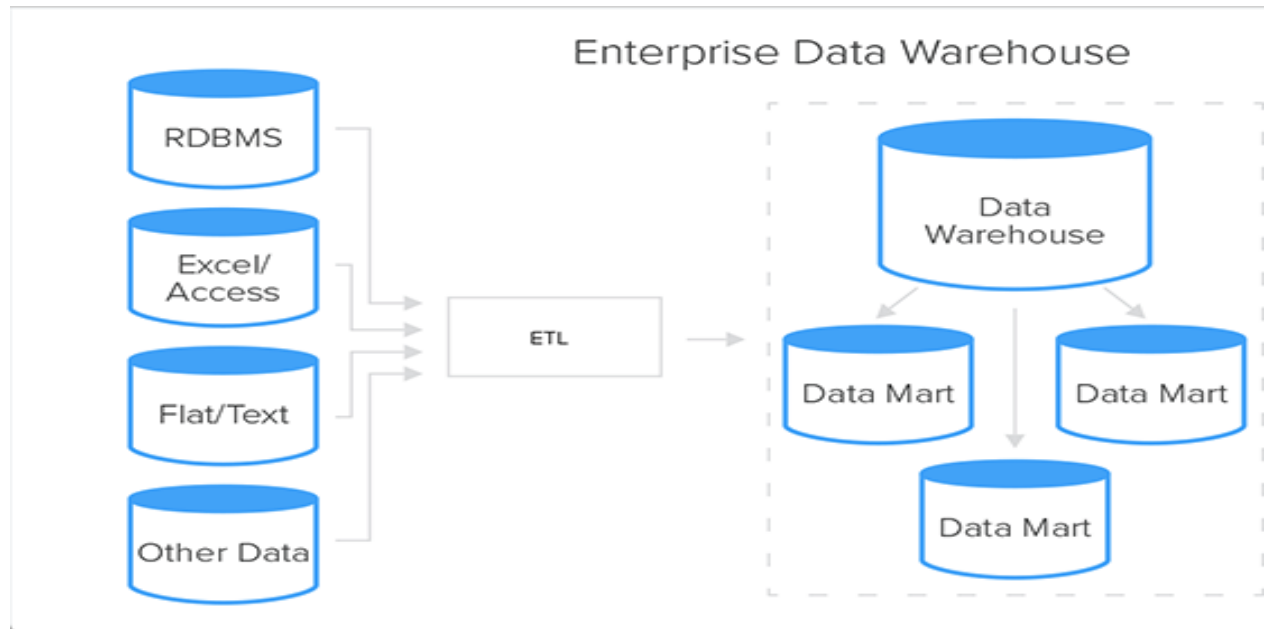 Enterprise Data Warehouse
RDBMS
Excel/
Access
Flat/Text
Other Data
ETL
Data
Warehouse
Data Mart
Data Mart
Data Mart